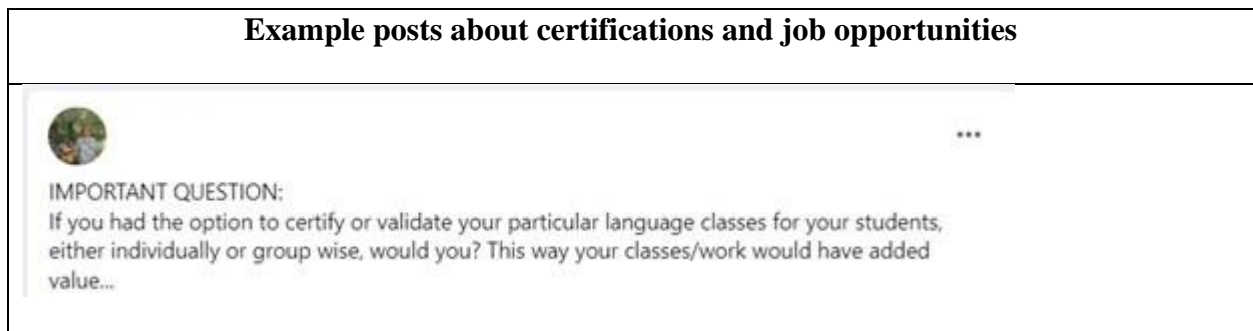 Example posts about certifications and job opportunities
IMPORTANT QUESTION:
If you had the option to certify or validate your particular language classes for your students,
either individually or group wise, would you? This way your classes/work would have added
value...